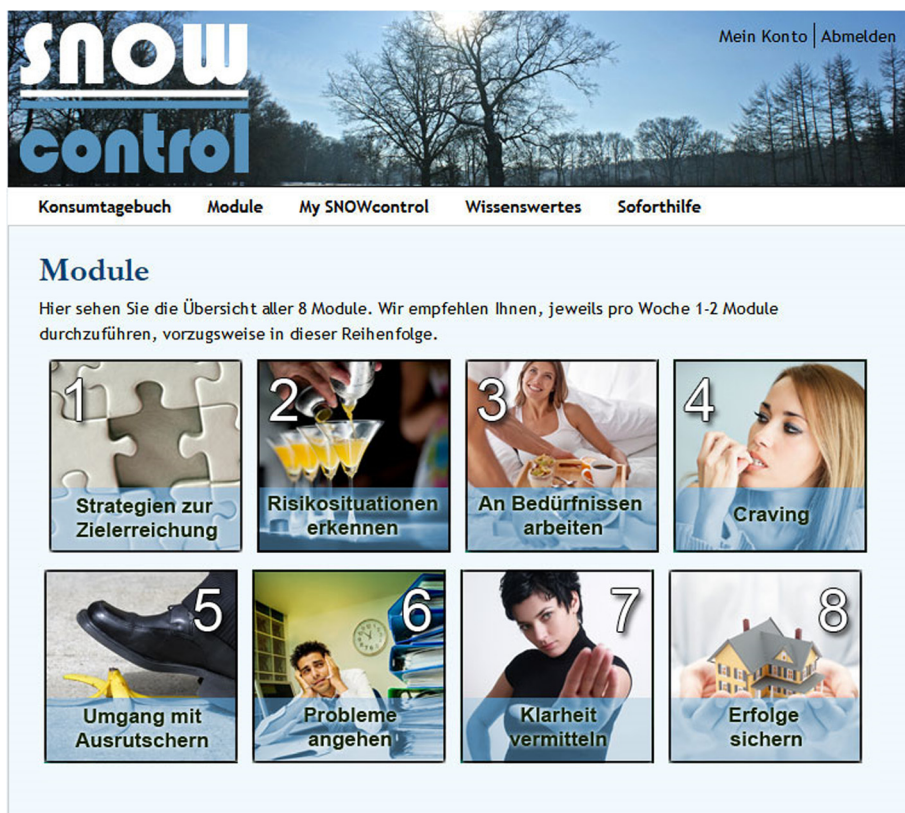 snow
control
Mein Konto | Abmelden
Konsumtagebuch Module My SNOWcontrol Wissenswertes Soforthilfe
Module
Hier sehen Sie die Übersicht aller 8 Module. Wir empfehlen Ihnen, jeweils pro Woche 1-2 Module
durchzuführen, vorzugsweise in dieser Reihenfolge.
1
Strategien zur
Zielerreichung
2
Risikosituationen
erkennen
3
An Bedürfnissen
arbeiten
4
Craving
5
Umgang mit
Ausrutschern
6
Probleme
angehen
7
Klarheit
vermitteln
8
Erfolge
sichern